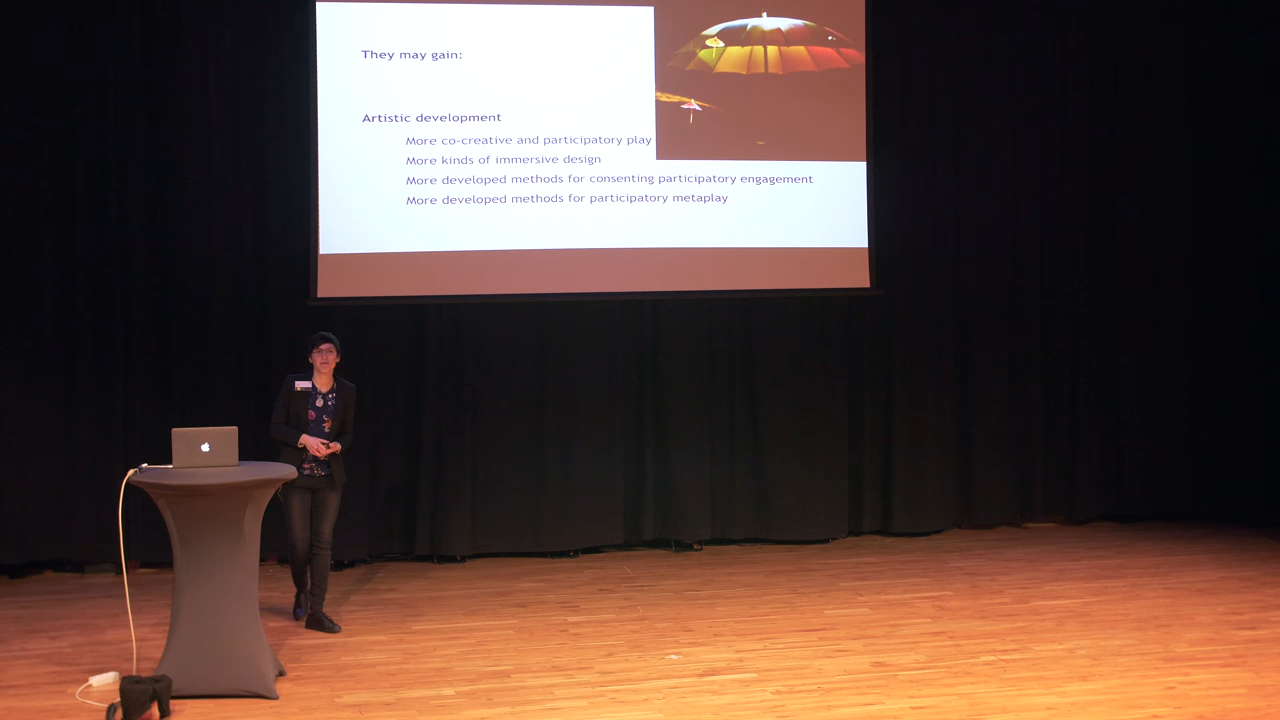 They may gain:
Artistic development
More co-creative and participatory play
More kinds of immersive design
More developed methods for consenting participatory engagement
More developed methods for participatory metaplay